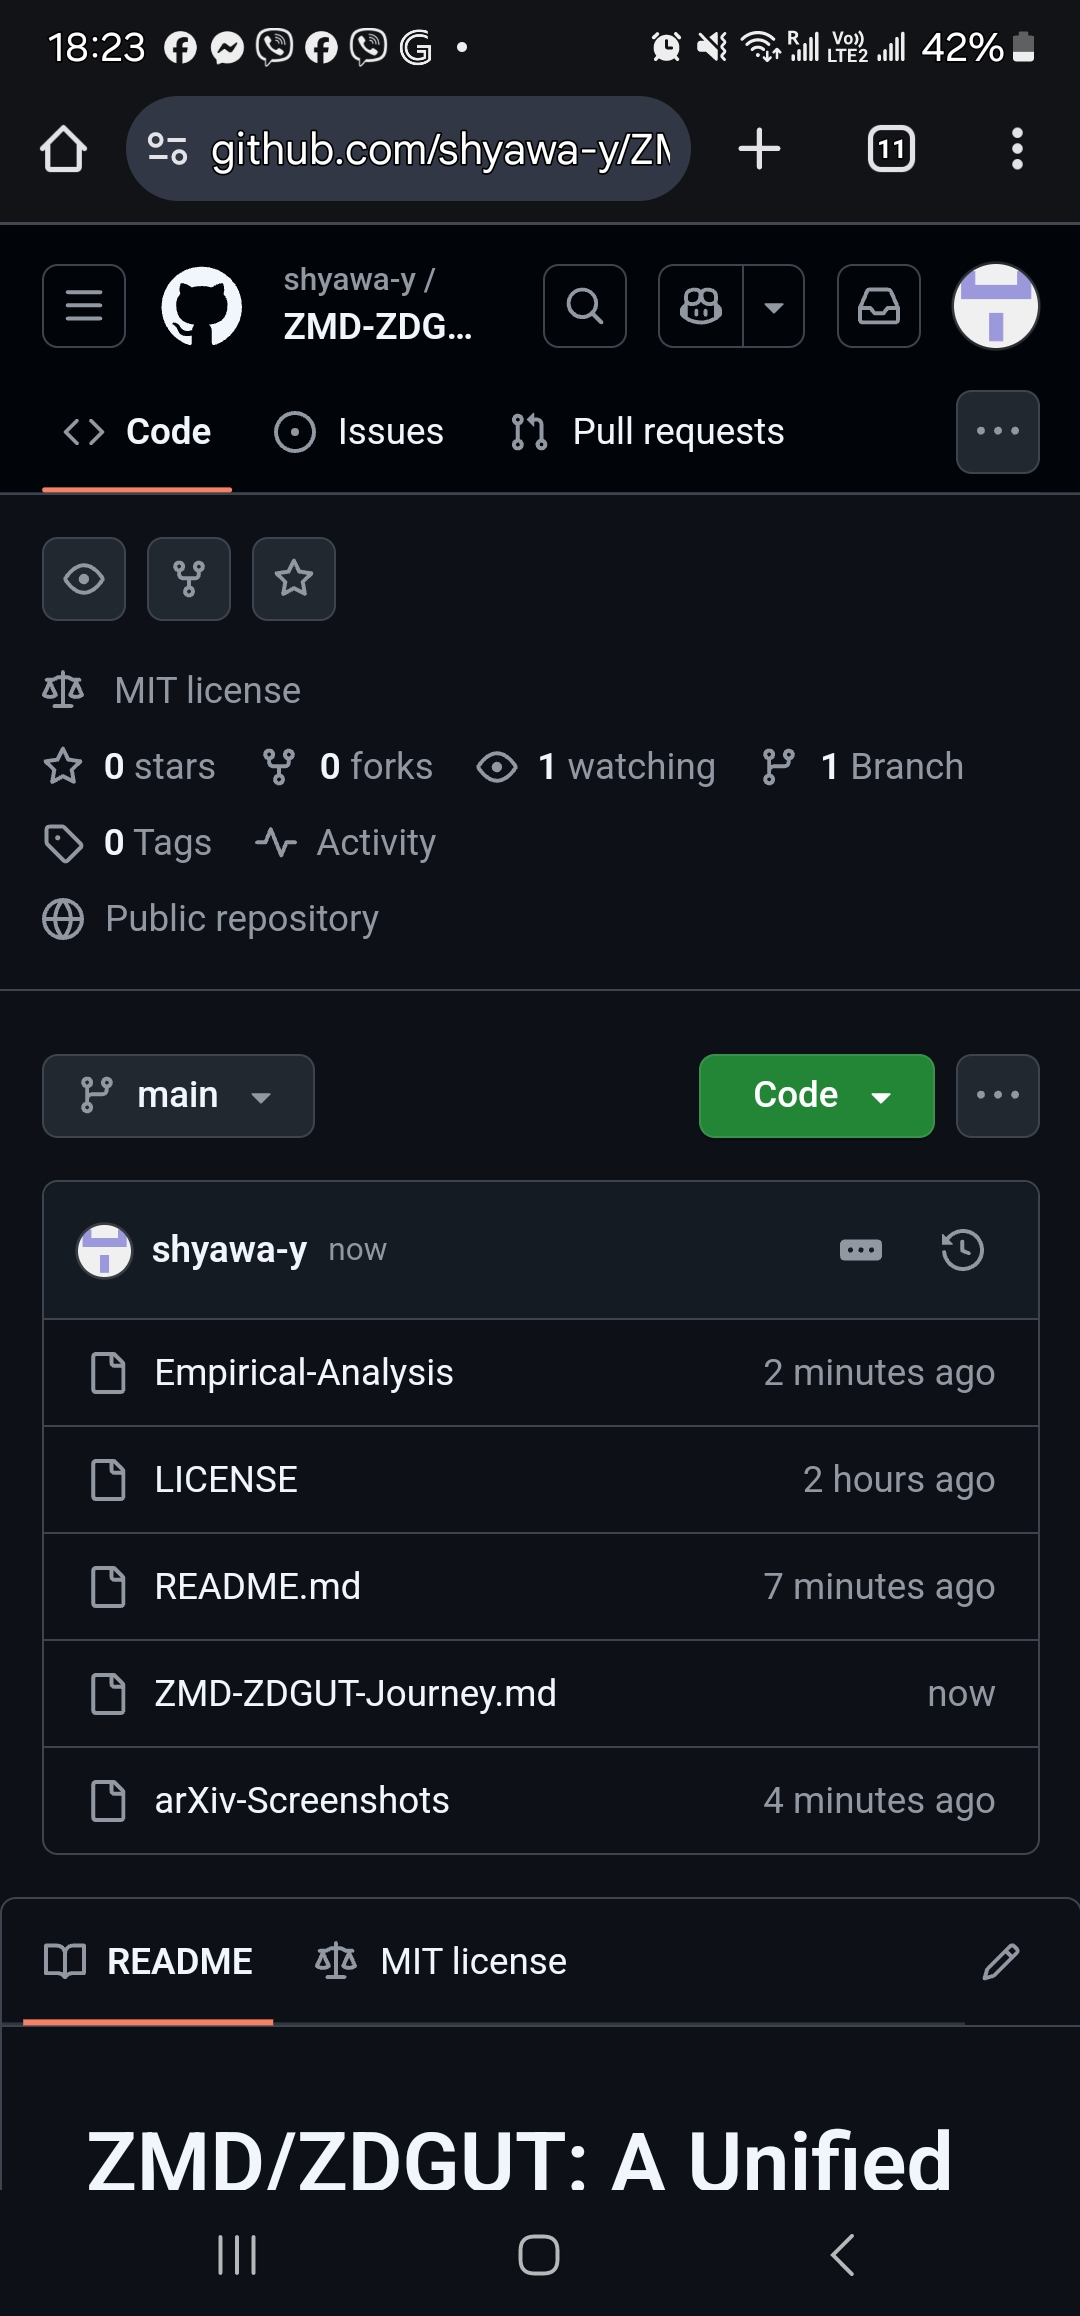 18:23
R
Vo))
LTE2
42%
github.com/shyawa-y/ZM
11
shyawa-y /
ZMD-ZDG...
Code
Issues
Pull requests
MIT license
0 stars
0 forks
1 watching
1 Branch
0 Tags
Activity
Public repository
main
Code
shyawa-y now
Empirical-Analysis 2 minutes ago
LICENSE 2 hours ago
README.md 7 minutes ago
ZMD-ZDGUT-Journey.md now
arXiv-Screenshots 4 minutes ago
README
MIT license
ZMD/ZDGUT: A Unified